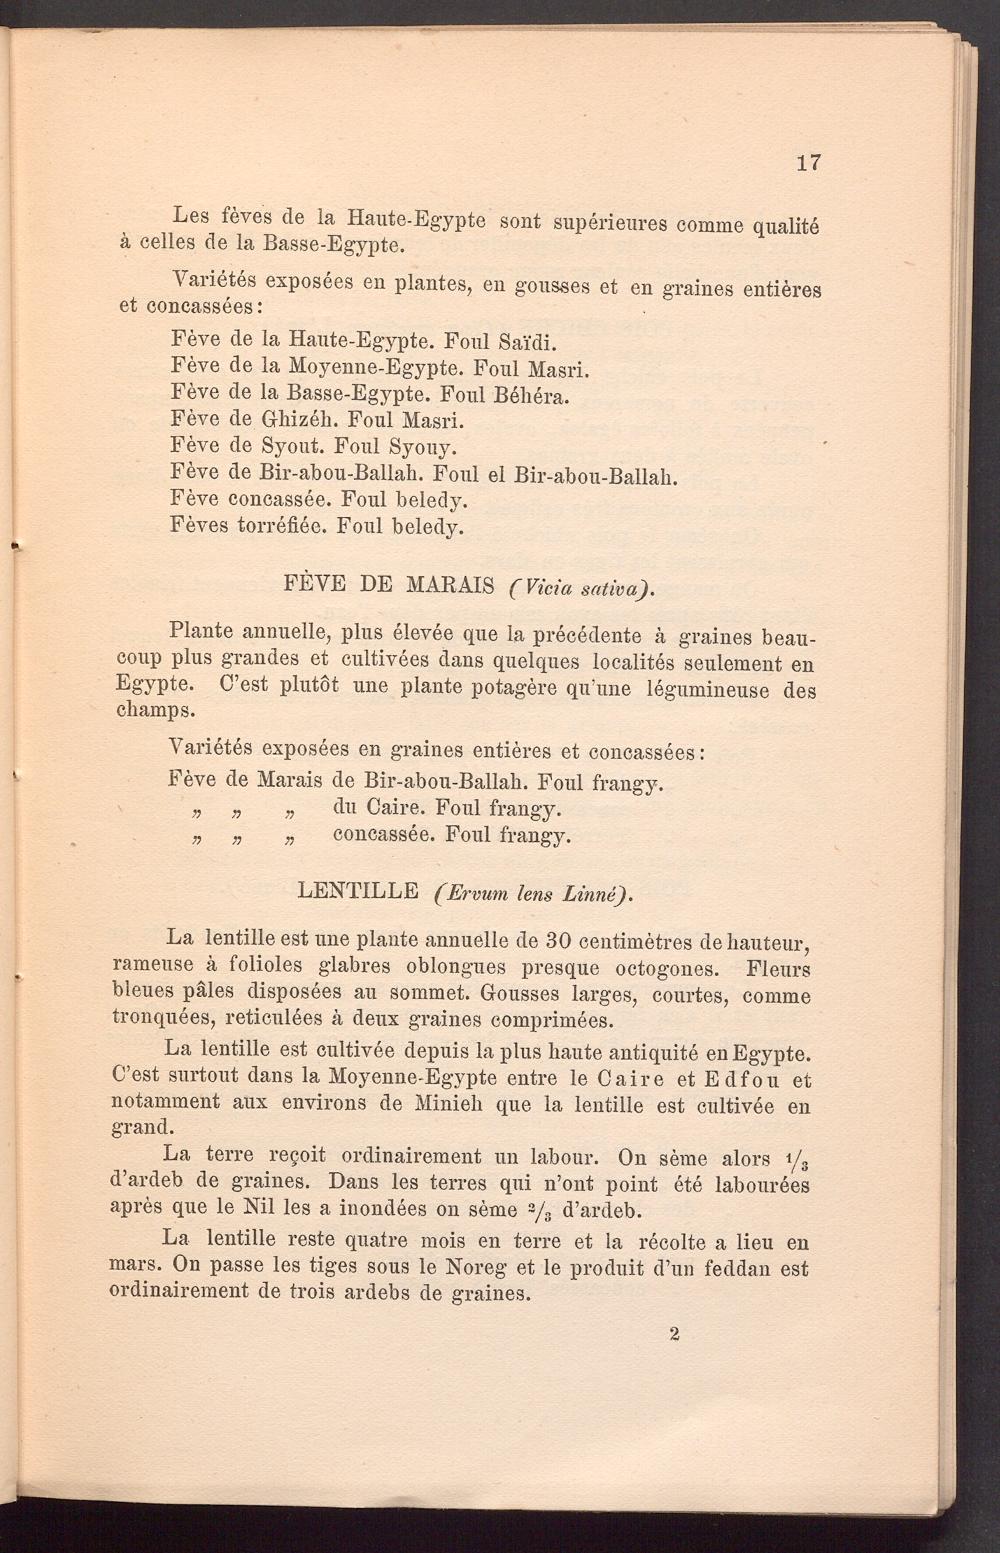 17
Les fèves de la Haute-Egypte sont supérieures comme qualité
à celles de la Basse-Egypte.
Variétés exposées en plantes, en gousses et en graines entières
et concassées:
Fève de la Haute-Egypte. Foul Saïdi.
Fève de la Moyenne-Egypte. Foul Masri.
Fève de la Basse-Egypte. Foul Béhéra.
Fève de Ghizéh. Foul Masri.
Fève de Syout. Foul Syouy.
Fève de Bir-abou-Ballah. Foul el Bir-abou-Ballah.
Fève concassée. Foul beledy.
Fèves torréfiée. Foul beledy.
FÈVE DE MARAIS (Vicia sativa).
Plante annuelle, plus élevée que la précédente à graines beau-
coup plus grandes et cultivées dans quelques localités seulement en
Egypte. C'est plutôt une plante potagère qu'une légumineuse des
champs.
Variétés exposées en graines entières et concassées:
Fève de Marais de Bir-abou-Ballah. Foul frangy.
„ „ „ du Caire. Foul frangy.
„ „ „ concassée. Foul frangy.
LENTILLE (Ervum lens Linné).
La lentille est une plante annuelle de 30 centimètres de hauteur,
rameuse à folioles glabres oblongues presque octogones. Fleurs
bleues pâles disposées au sommet. Gousses larges, courtes, comme
tronquées, reticulées à deux graines comprimées.
La lentille est cultivée depuis la plus haute antiquité en Egypte.
C'est surtout dans la Moyenne-Egypte entre le Caire et Edfou et
notamment aux environs de Minieh que la lentille est cultivée en
grand.
La terre reçoit ordinairement un labour. On sème alors 1/3
d'ardeb de graines. Dans les terres qui n'ont point été labourées
après que le Nil les a inondées on sème 2/3 d'ardeb.
La lentille reste quatre mois en terre et la récolte a lieu en
mars. On passe les tiges sous le Noreg et le produit d'un feddan est
ordinairement de trois ardebs de graines.
2